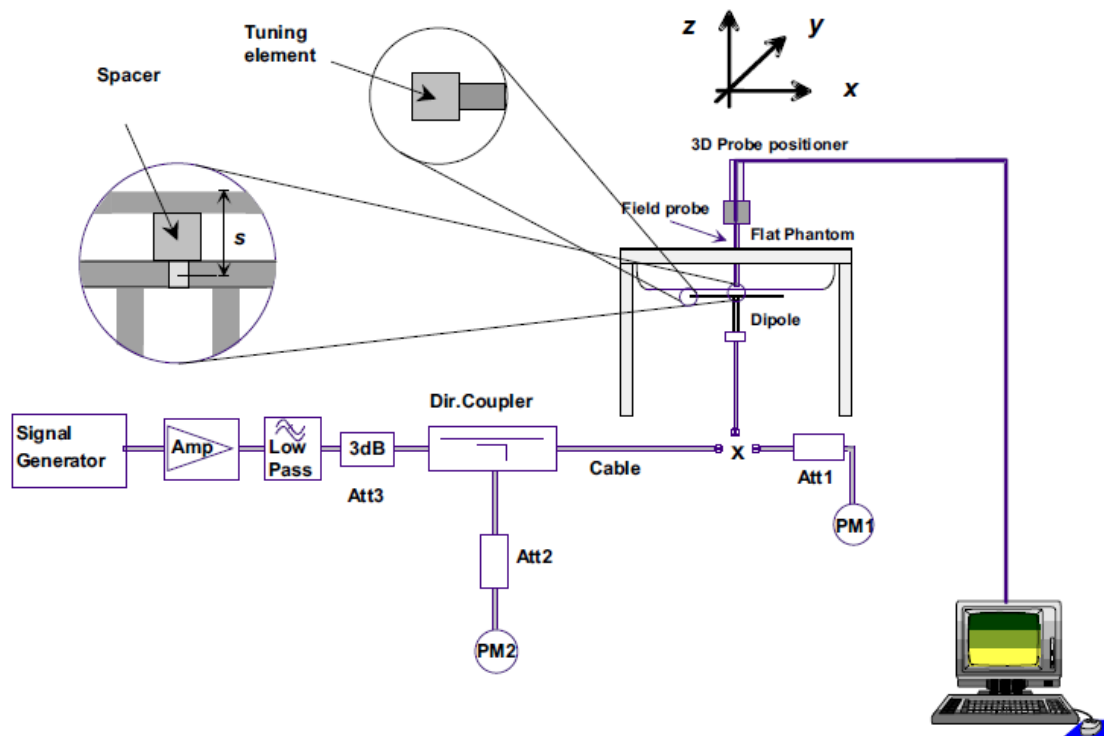 Tuning
element
Spacer
z
y
x
s
3D Probe positioner
Field probe
Flat Phantom
Dipole
Dir.Coupler
Signal
Generator
Amp
Low
Pass
3dB
Att3
Cable
x
Att1
PM1
Att2
PM2